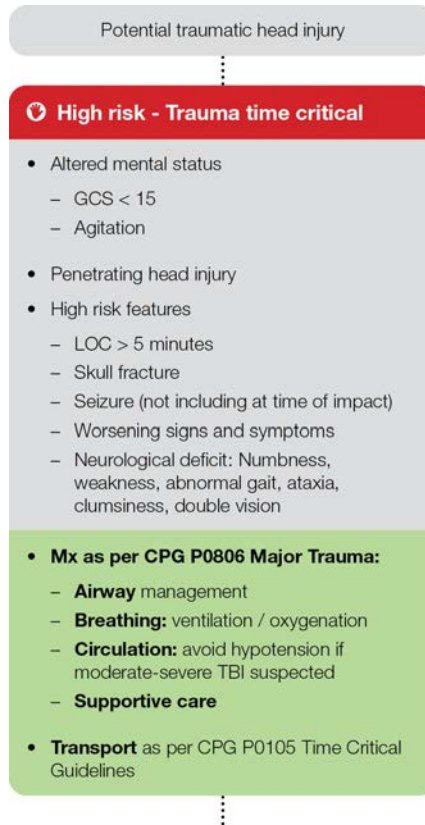 Potential traumatic head injury
High risk - Trauma time critical
• Altered mental status
– GCS < 15
– Agitation
• Penetrating head injury
• High risk features
– LOC > 5 minutes
– Skull fracture
– Seizure (not including at time of impact)
– Worsening signs and symptoms
– Neurological deficit: Numbness,
weakness, abnormal gait, ataxia,
clumsiness, double vision
• Mx as per CPG P0806 Major Trauma:
– Airway management
– Breathing: ventilation / oxygenation
– Circulation: avoid hypotension if
moderate-severe TBI suspected
– Supportive care
• Transport as per CPG P0105 Time Critical
Guidelines